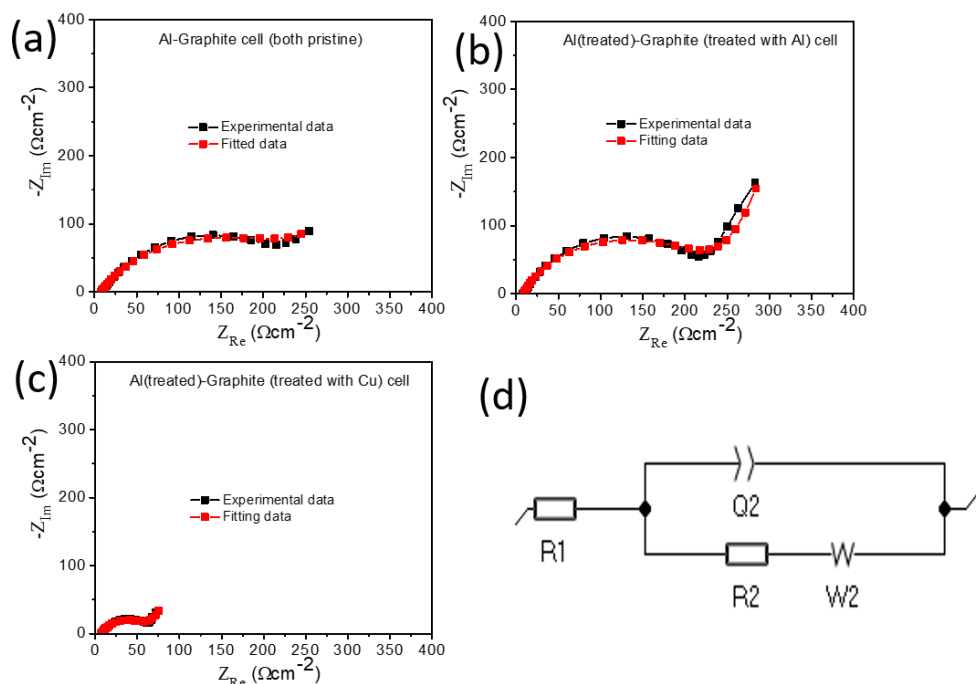 (a)
Al-Graphite cell (both pristine)
Experimental data
Fitted data
-Z_Im (Ωcm⁻²)
400
300
200
100
0
0 50 100 150 200 250 300 350 400
Z_Re (Ωcm⁻²)
(b)
Al(treated)-Graphite (treated with Al) cell
Experimental data
Fitting data
-Z_Im (Ωcm⁻²)
400
300
200
100
0
0 50 100 150 200 250 300 350 400
Z_Re (Ωcm⁻²)
(c)
Al(treated)-Graphite (treated with Cu) cell
Experimental data
Fitting data
-Z_Im (Ωcm⁻²)
400
300
200
100
0
0 50 100 150 200 250 300 350 400
Z_Re (Ωcm⁻²)
(d)
Q2
R1
R2 W2